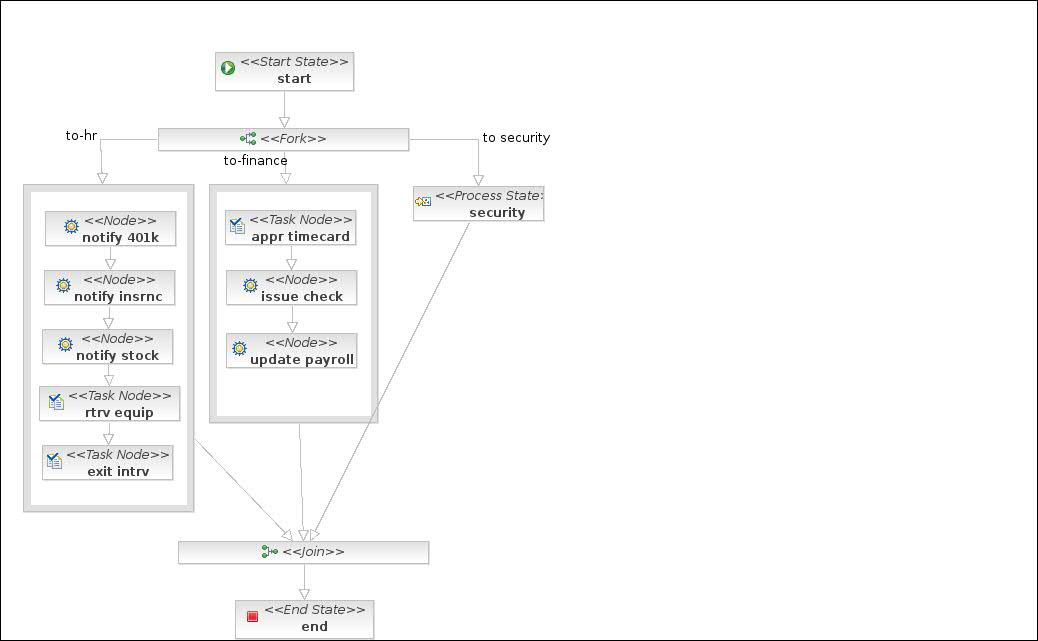 <<Start State>>
start
to-hr
<<Fork>>
to security
to-finance
<<Node>>
notify 401k
<<Node>>
notify insrnc
<<Node>>
notify stock
<<Task Node>>
rtrv equip
<<Task Node>>
exit intrv
<<Task Node>>
appr timecard
<<Node>>
issue check
<<Node>>
update payroll
<<Process State>
security
<<Join>>
<<End State>>
end